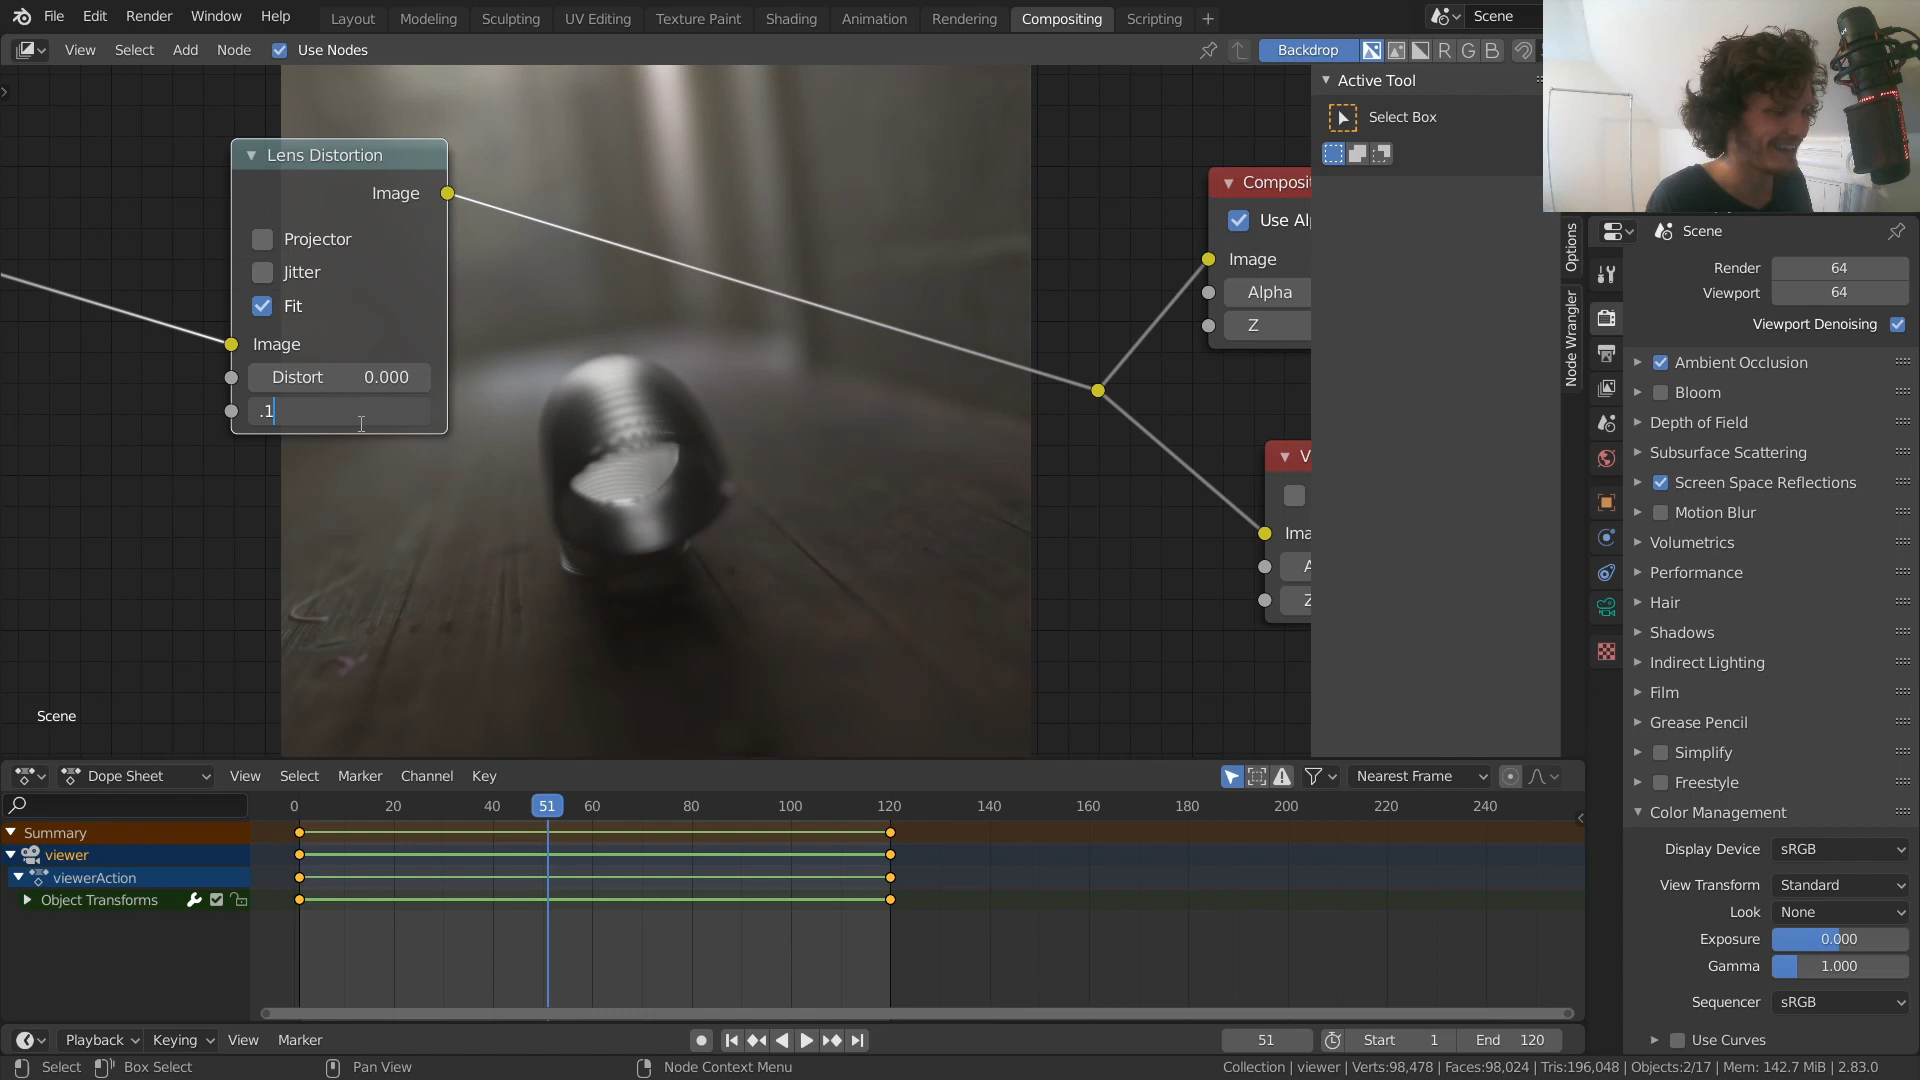 File Edit Render Window Help Layout Modeling Sculpting UV Editing Texture Paint Shading Animation Rendering Compositing Scripting + Scene
View Select Add Node Use Nodes Backdrop R G B
Active Tool
Select Box
Lens Distortion
Image
Projector
Jitter
Fit
Image
Distort 0.000
.1
Composit
Use Al
Image
Alpha
Z
V
Ima
A
Z
Scene
Options
Node Wrangler
Scene
Render 64
Viewport 64
Viewport Denoising
Ambient Occlusion
Bloom
Depth of Field
Subsurface Scattering
Screen Space Reflections
Motion Blur
Volumetrics
Performance
Hair
Shadows
Indirect Lighting
Film
Grease Pencil
Simplify
Freestyle
Color Management
Display Device sRGB
View Transform Standard
Look None
Exposure 0.000
Gamma 1.000
Sequencer sRGB
Use Curves
Dope Sheet View Select Marker Channel Key Nearest Frame
0 20 40 51 60 80 100 120 140 160 180 200 220 240
Summary
viewer
viewerAction
Object Transforms
Playback Keying View Marker 51 Start 1 End 120
Select Box Select Pan View Node Context Menu Collection | viewer | Verts:98,478 | Faces:98,024 | Tris:196,048 | Objects:2/17 | Mem: 142.7 MiB | 2.83.0